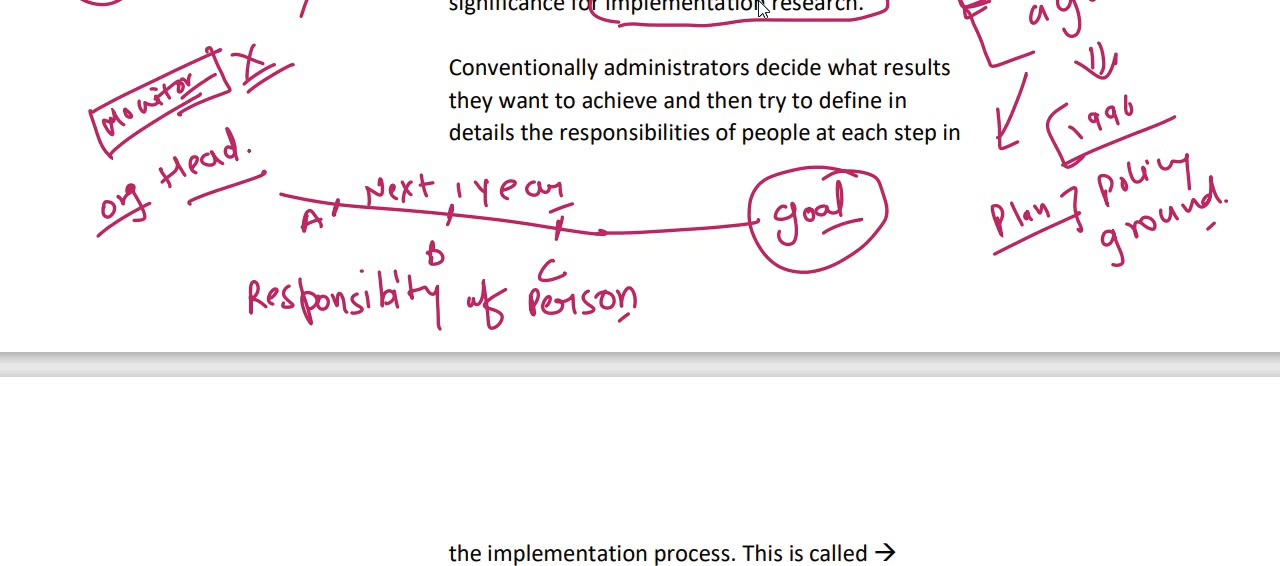 significance for implementation research.
Conventionally administrators decide what results
they want to achieve and then try to define in
details the responsibilities of people at each step in
Monitor X
org Head.
A
Next 1 year
B
C
goal
Responsibity of Person
1996
Plan } Policy
ground.
the implementation process. This is called →